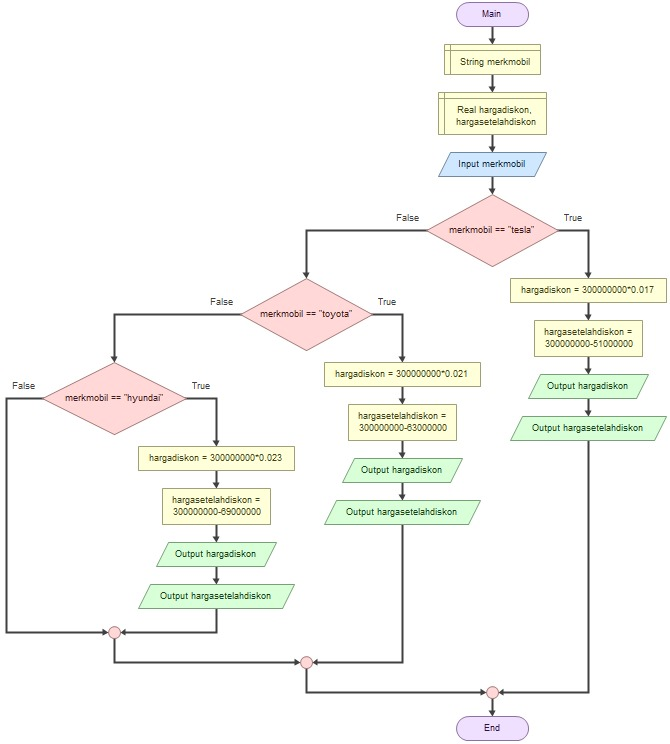 Main
String merkmobil
Real hargadiskon,
hargasetelahdiskon
Input merkmobil
merkmobil == "tesla"
False
True
hargadiskon = 300000000*0.017
hargasetelahdiskon =
300000000-51000000
Output hargadiskon
Output hargasetelahdiskon
merkmobil == "toyota"
False
True
hargadiskon = 300000000*0.021
hargasetelahdiskon =
300000000-63000000
Output hargadiskon
Output hargasetelahdiskon
merkmobil == "hyundai"
False
True
hargadiskon = 300000000*0.023
hargasetelahdiskon =
300000000-69000000
Output hargadiskon
Output hargasetelahdiskon
End